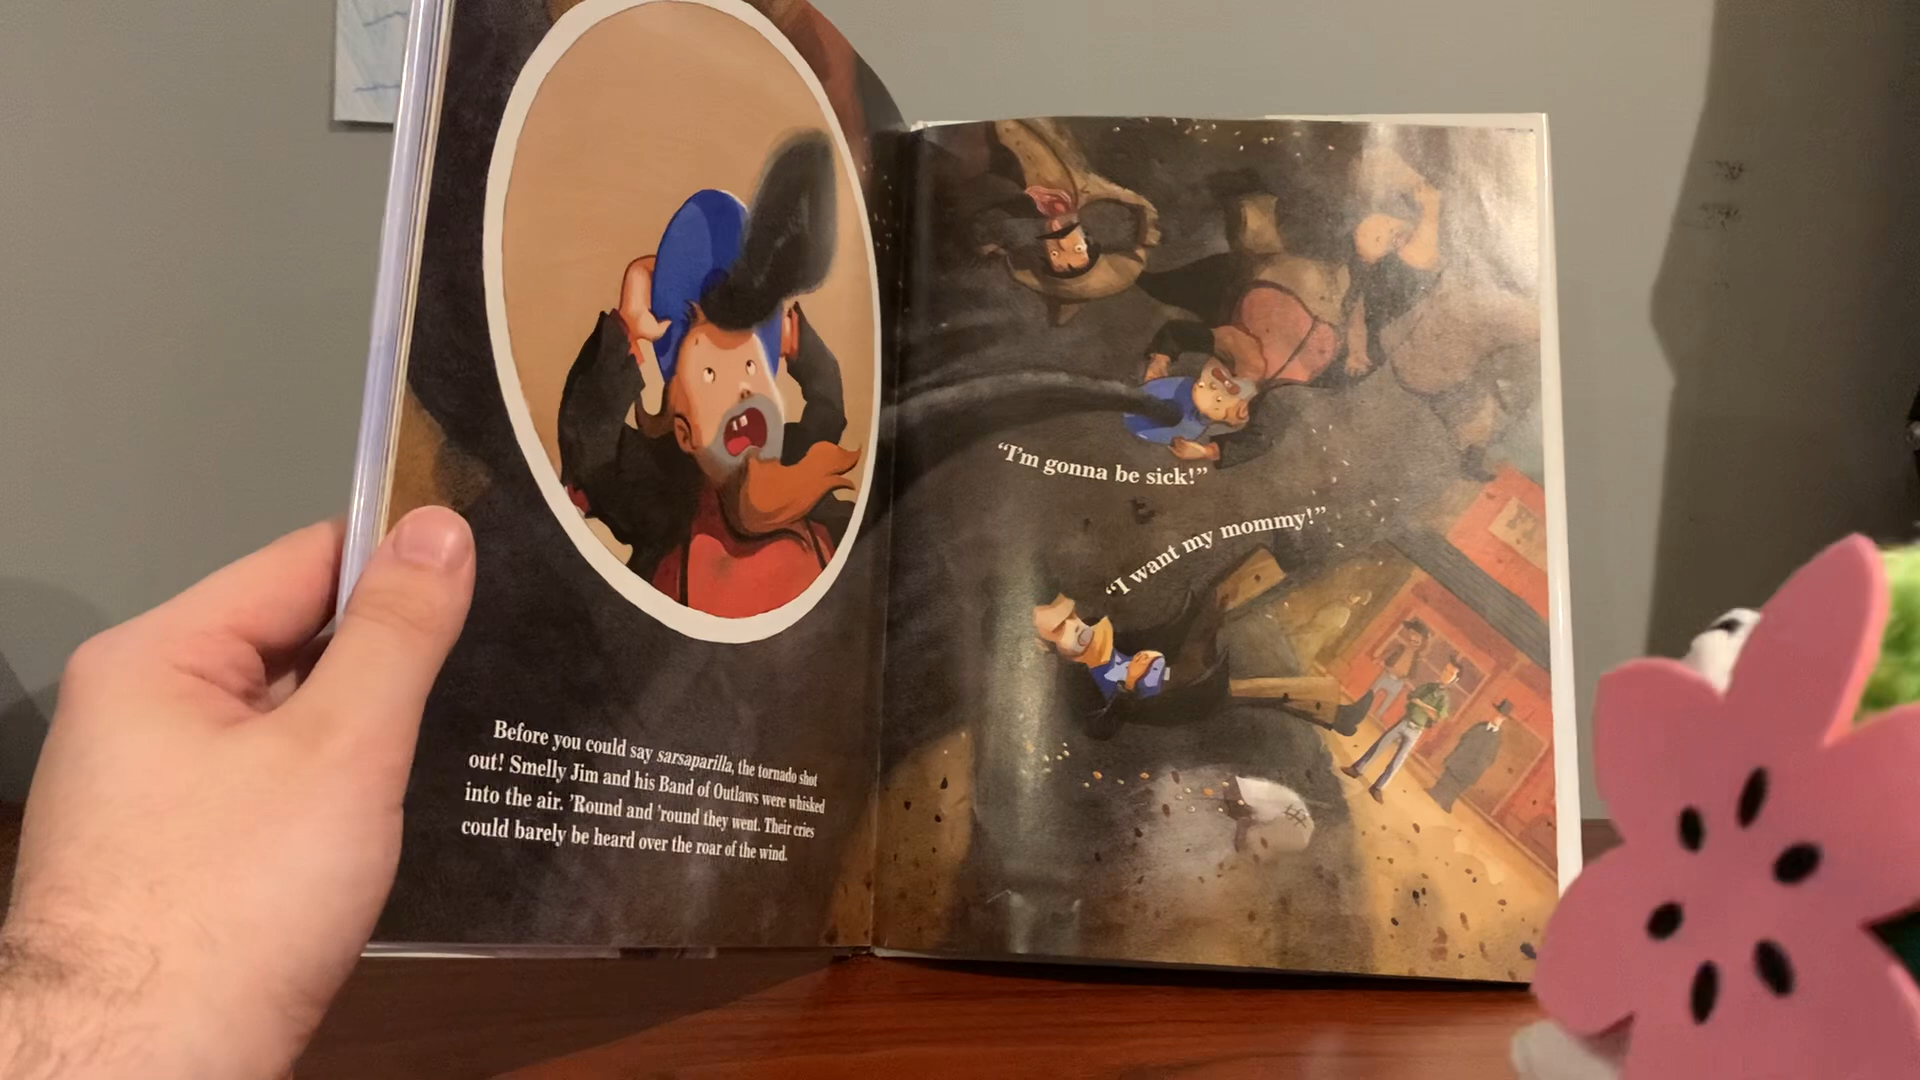 Before you could say sarsaparilla, the tornado shot
out! Smelly Jim and his Band of Outlaws were whisked
into the air. ’Round and ’round they went. Their cries
could barely be heard over the roar of the wind.
“I’m gonna be sick!”
“I want my mommy!”